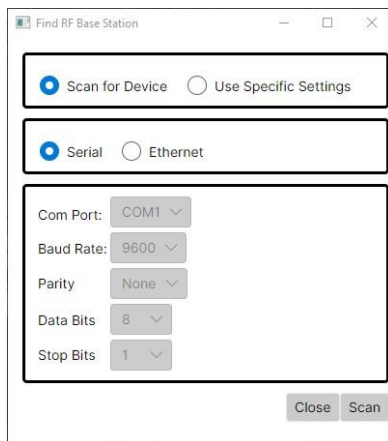 Find RF Base Station
Scan for Device Use Specific Settings
Serial Ethernet
Com Port: COM1
Baud Rate: 9600
Parity None
Data Bits 8
Stop Bits 1
Close Scan